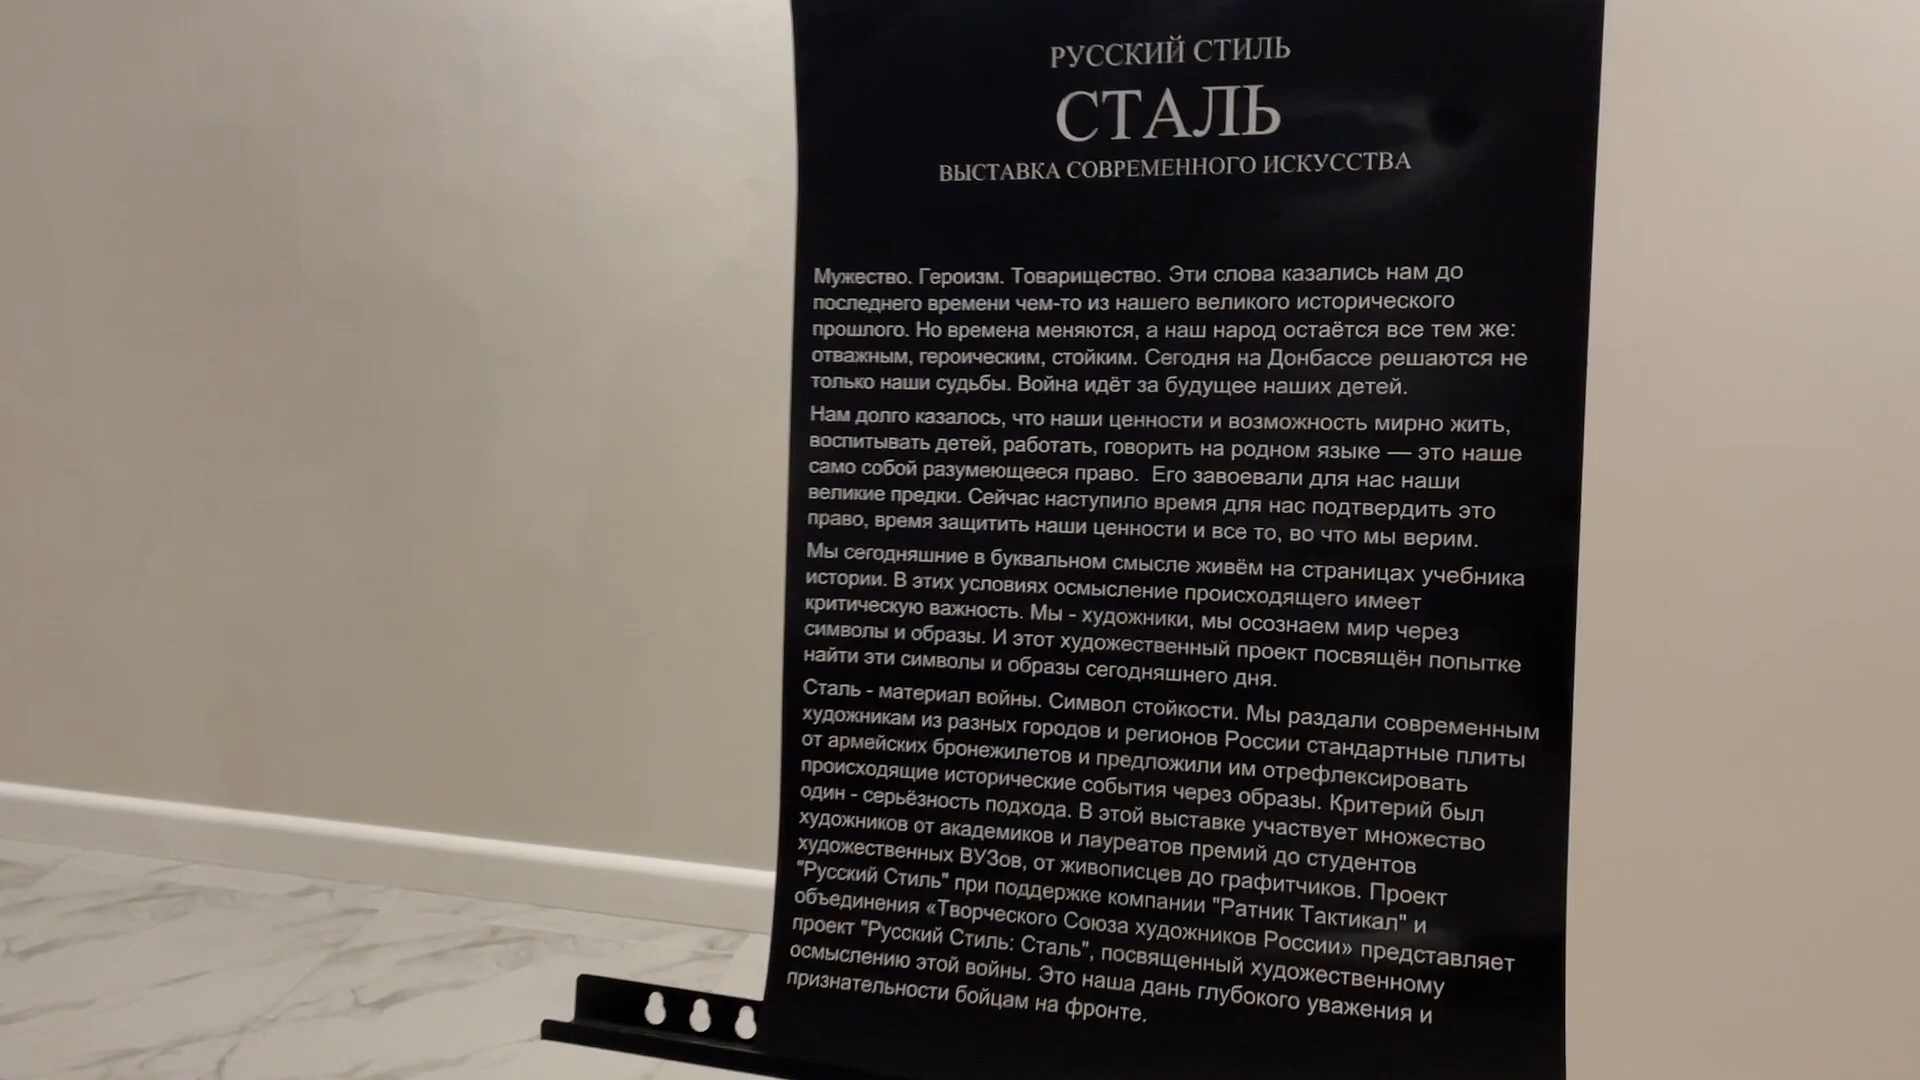 РУССКИЙ СТИЛЬ
СТАЛЬ
ВЫСТАВКА СОВРЕМЕННОГО ИСКУССТВА
Мужество. Героизм. Товарищество. Эти слова казались нам до
последнего времени чем-то из нашего великого исторического
прошлого. Но времена меняются, а наш народ остаётся все тем же:
отважным, героическим, стойким. Сегодня на Донбассе решаются не
только наши судьбы. Война идёт за будущее наших детей.
Нам долго казалось, что наши ценности и возможность мирно жить,
воспитывать детей, работать, говорить на родном языке — это наше
само собой разумеющееся право. Его завоевали для нас наши
великие предки. Сейчас наступило время для нас подтвердить это
право, время защитить наши ценности и все то, во что мы верим.
Мы сегодняшние в буквальном смысле живём на страницах учебника
истории. В этих условиях осмысление происходящего имеет
критическую важность. Мы - художники, мы осознаем мир через
символы и образы. И этот художественный проект посвящён попытке
найти эти символы и образы сегодняшнего дня.
Сталь - материал войны. Символ стойкости. Мы раздали современным
художникам из разных городов и регионов России стандартные плиты
от армейских бронежилетов и предложили им отрефлексировать
происходящие исторические события через образы. Критерий был
один - серьёзность подхода. В этой выставке участвует множество
художников от академиков и лауреатов премий до студентов
художественных ВУЗов, от живописцев до графитчиков. Проект
"Русский Стиль" при поддержке компании "Ратник Тактикал" и
объединения «Творческого Союза художников России» представляет
проект "Русский Стиль: Сталь", посвященный художественному
осмыслению этой войны. Это наша дань глубокого уважения и
признательности бойцам на фронте.